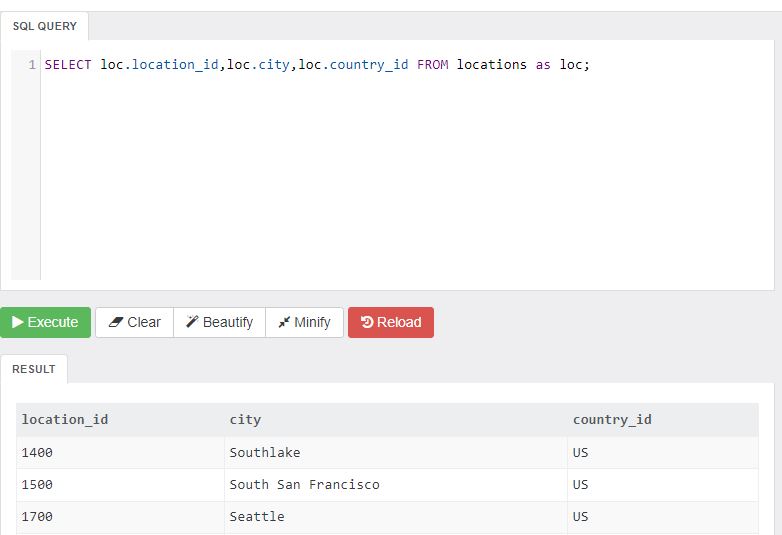 SQL QUERY
1 SELECT loc.location_id,loc.city,loc.country_id FROM locations as loc;
Execute Clear Beautify Minify Reload
RESULT
location_id city country_id
1400 Southlake US
1500 South San Francisco US
1700 Seattle US